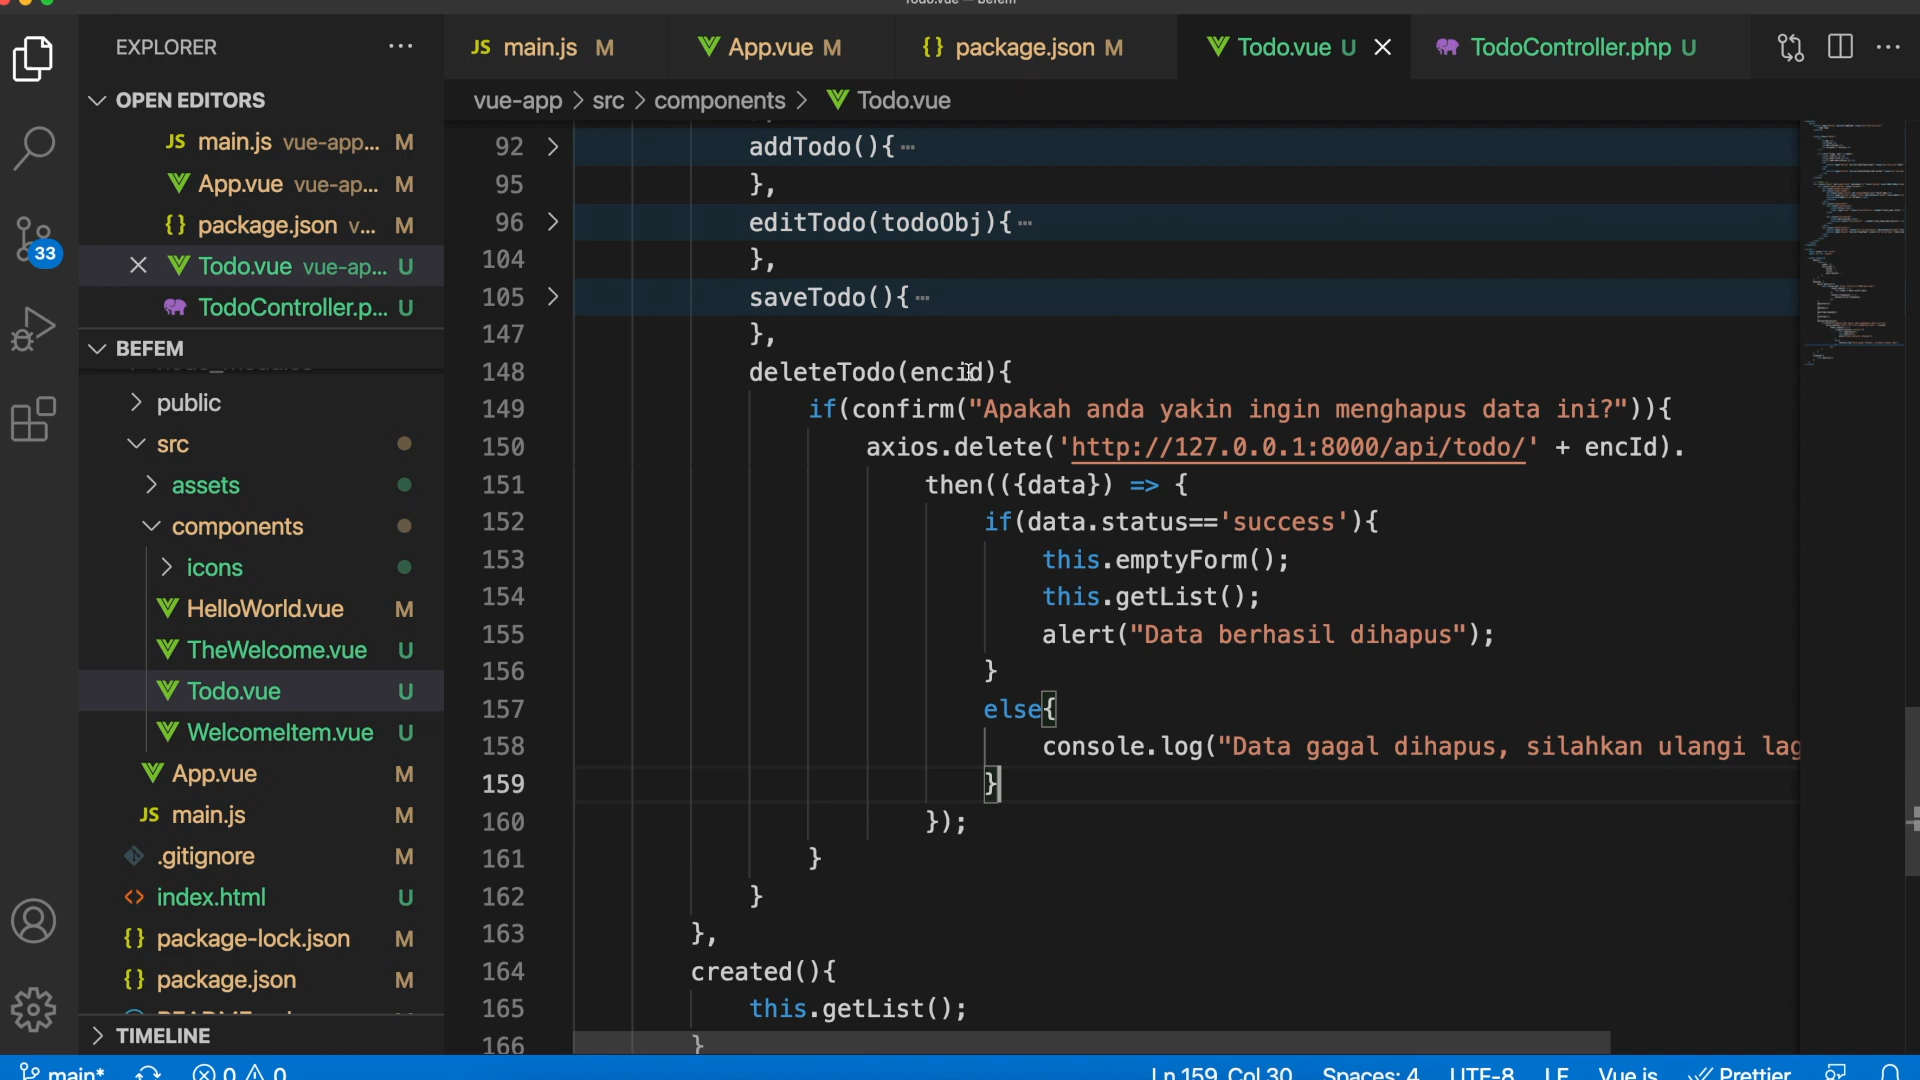 Todo.vue — befem
EXPLORER ···
JS main.js M
App.vue M
{} package.json M
Todo.vue U
TodoController.php U
OPEN EDITORS
JS main.js vue-app... M
App.vue vue-ap... M
{} package.json v... M
Todo.vue vue-ap... U
TodoController.p... U
33
BEFEM
public
src
assets
components
icons
HelloWorld.vue M
TheWelcome.vue U
Todo.vue U
WelcomeItem.vue U
App.vue M
JS main.js M
.gitignore M
<> index.html U
{} package-lock.json M
{} package.json M
TIMELINE
vue-app > src > components > Todo.vue
92 addTodo(){···
95 },
96 editTodo(todoObj){···
104 },
105 saveTodo(){···
147 },
148 deleteTodo(encid){
149 if(confirm("Apakah anda yakin ingin menghapus data ini?")){
150 axios.delete('http://127.0.0.1:8000/api/todo/' + encId).
151 then(({data}) => {
152 if(data.status=='success'){
153 this.emptyForm();
154 this.getList();
155 alert("Data berhasil dihapus");
156 }
157 else{
158 console.log("Data gagal dihapus, silahkan ulangi lag
159 }
160 });
161 }
162 }
163 },
164 created(){
165 this.getList();
166 }
main* 0 0
Ln 159, Col 30 Spaces: 4 UTF-8 LF Vue.js Prettier